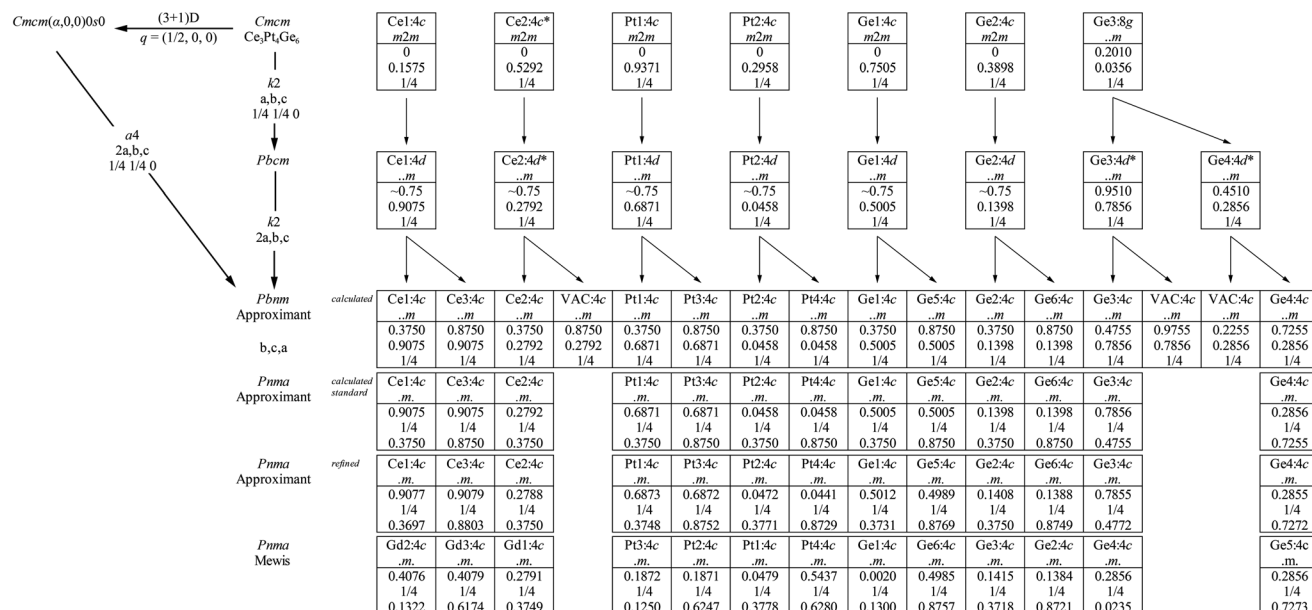 Cmcm(α,0,0)0s0 (3+1)D Cmcm
q = (1/2, 0, 0) Ce₃Pt₄Ge₆
k2
a,b,c
1/4 1/4 0
a4
2a,b,c
1/4 1/4 0
Ce1:4c Ce2:4c* Pt1:4c Pt2:4c Ge1:4c Ge2:4c Ge3:8g
m2m m2m m2m m2m m2m m2m ..m
0 0 0 0 0 0 0.2010
0.1575 0.5292 0.9371 0.2958 0.7505 0.3898 0.0356
1/4 1/4 1/4 1/4 1/4 1/4 1/4
Pbcm
k2
2a,b,c
Ce1:4d Ce2:4d* Pt1:4d Pt2:4d Ge1:4d Ge2:4d Ge3:4d* Ge4:4d*
..m ..m ..m ..m ..m ..m ..m ..m
~0.75 ~0.75 ~0.75 ~0.75 ~0.75 ~0.75 0.9510 0.4510
0.9075 0.2792 0.6871 0.0458 0.5005 0.1398 0.7856 0.2856
1/4 1/4 1/4 1/4 1/4 1/4 1/4 1/4
Pbnm calculated Ce1:4c Ce3:4c Ce2:4c VAC:4c Pt1:4c Pt3:4c Pt2:4c Pt4:4c Ge1:4c Ge5:4c Ge2:4c Ge6:4c Ge3:4c VAC:4c VAC:4c Ge4:4c
Approximant ..m ..m ..m ..m ..m ..m ..m ..m ..m ..m ..m ..m ..m ..m ..m ..m
0.3750 0.8750 0.3750 0.8750 0.3750 0.8750 0.3750 0.8750 0.3750 0.8750 0.3750 0.8750 0.4755 0.9755 0.2255 0.7255
b,c,a 0.9075 0.9075 0.2792 0.2792 0.6871 0.6871 0.0458 0.0458 0.5005 0.5005 0.1398 0.1398 0.7856 0.7856 0.2856 0.2856
1/4 1/4 1/4 1/4 1/4 1/4 1/4 1/4 1/4 1/4 1/4 1/4 1/4 1/4 1/4 1/4
Pnma calculated Ce1:4c Ce3:4c Ce2:4c Pt1:4c Pt3:4c Pt2:4c Pt4:4c Ge1:4c Ge5:4c Ge2:4c Ge6:4c Ge3:4c Ge4:4c
Approximant standard .m. .m. .m. .m. .m. .m. .m. .m. .m. .m. .m. .m. .m.
0.9075 0.9075 0.2792 0.6871 0.6871 0.0458 0.0458 0.5005 0.5005 0.1398 0.1398 0.7856 0.2856
1/4 1/4 1/4 1/4 1/4 1/4 1/4 1/4 1/4 1/4 1/4 1/4 1/4
0.3750 0.8750 0.3750 0.3750 0.8750 0.3750 0.8750 0.3750 0.8750 0.3750 0.8750 0.4755 0.7255
Pnma refined Ce1:4c Ce3:4c Ce2:4c Pt1:4c Pt3:4c Pt2:4c Pt4:4c Ge1:4c Ge5:4c Ge2:4c Ge6:4c Ge3:4c Ge4:4c
Approximant .m. .m. .m. .m. .m. .m. .m. .m. .m. .m. .m. .m. .m.
0.9077 0.9079 0.2788 0.6873 0.6872 0.0472 0.0441 0.5012 0.4989 0.1408 0.1388 0.7855 0.2855
1/4 1/4 1/4 1/4 1/4 1/4 1/4 1/4 1/4 1/4 1/4 1/4 1/4
0.3697 0.8803 0.3750 0.3748 0.8752 0.3771 0.8729 0.3731 0.8769 0.3750 0.8749 0.4772 0.7272
Pnma Gd2:4c Gd3:4c Gd1:4c Pt3:4c Pt2:4c Pt1:4c Pt4:4c Ge1:4c Ge6:4c Ge3:4c Ge2:4c Ge4:4c Ge5:4c
Mewis .m. .m. .m. .m. .m. .m. .m. .m. .m. .m. .m. .m. .m.
0.4076 0.4079 0.2791 0.1872 0.1871 0.0479 0.5437 0.0020 0.4985 0.1415 0.1384 0.2856 0.2856
1/4 1/4 1/4 1/4 1/4 1/4 1/4 1/4 1/4 1/4 1/4 1/4 1/4
0.1322 0.6174 0.3749 0.1250 0.6247 0.3778 0.6280 0.1300 0.8757 0.3718 0.8721 0.0235 0.7273